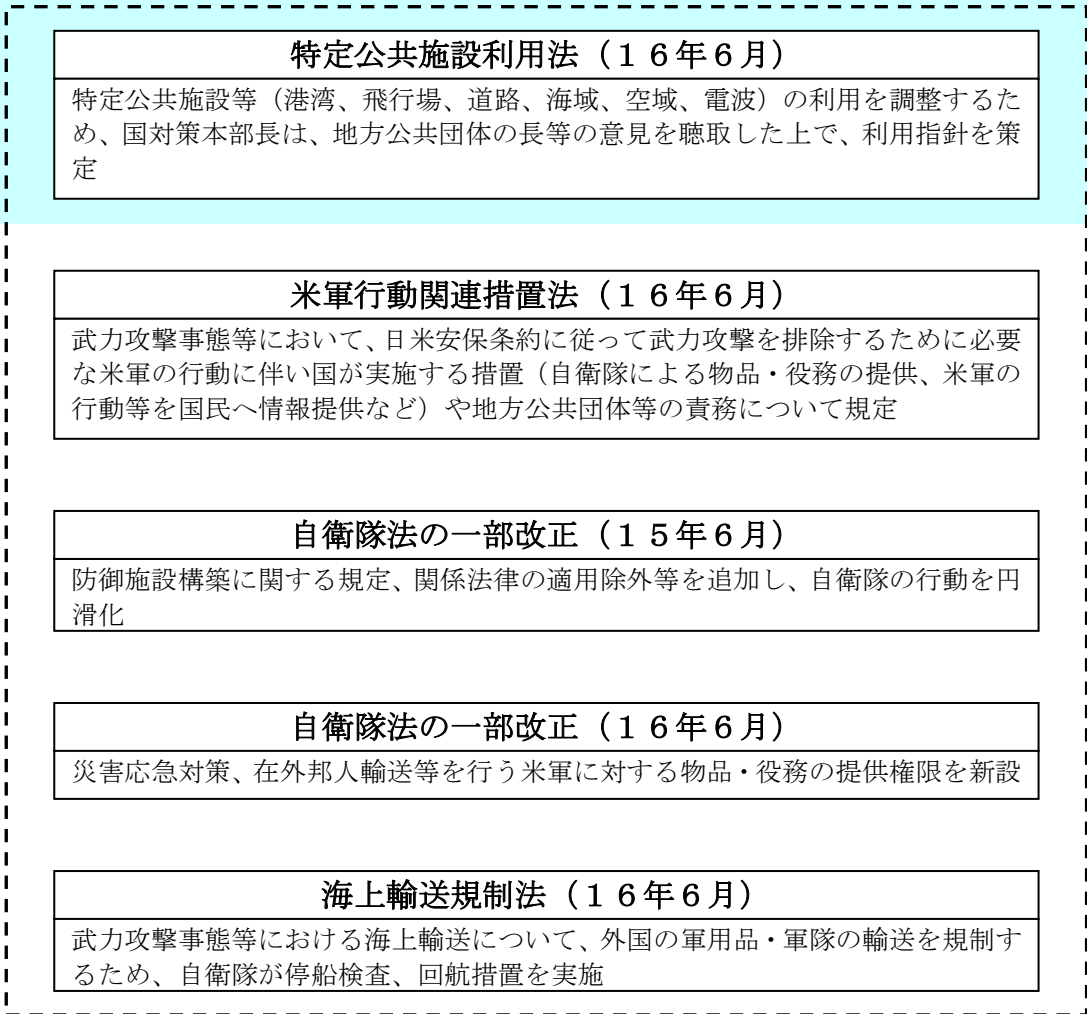 特定公共施設利用法（１６年６月）
特定公共施設等（港湾、飛行場、道路、海域、空域、電波）の利用を調整するた
め、国対策本部長は、地方公共団体の長等の意見を聴取した上で、利用指針を策
定
米軍行動関連措置法（１６年６月）
武力攻撃事態等において、日米安保条約に従って武力攻撃を排除するために必要
な米軍の行動に伴い国が実施する措置（自衛隊による物品・役務の提供、米軍の
行動等を国民へ情報提供など）や地方公共団体等の責務について規定
自衛隊法の一部改正（１５年６月）
防御施設構築に関する規定、関係法律の適用除外等を追加し、自衛隊の行動を円
滑化
自衛隊法の一部改正（１６年６月）
災害応急対策、在外邦人輸送等を行う米軍に対する物品・役務の提供権限を新設
海上輸送規制法（１６年６月）
武力攻撃事態等における海上輸送について、外国の軍用品・軍隊の輸送を規制す
るため、自衛隊が停船検査、回航措置を実施